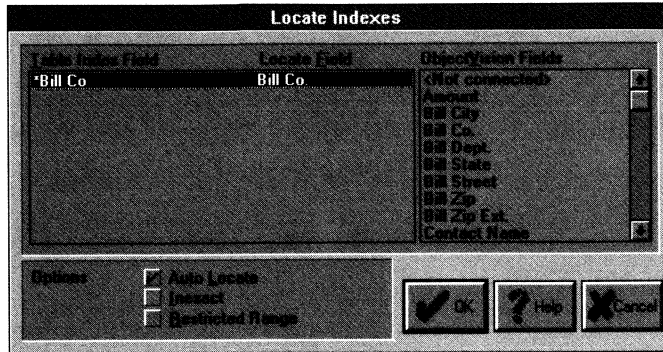 Locate Indexes
Table Index Field Locate Field ObjectVision Fields
*Bill Co Bill Co
<Not connected>
Amount
Bill City
Bill Co.
Bill Dept.
Bill State
Bill Street
Bill Zip
Bill Zip Ext.
Contact Name
Options
Auto Locate
Inexact
Restricted Range
OK
Help
Cancel